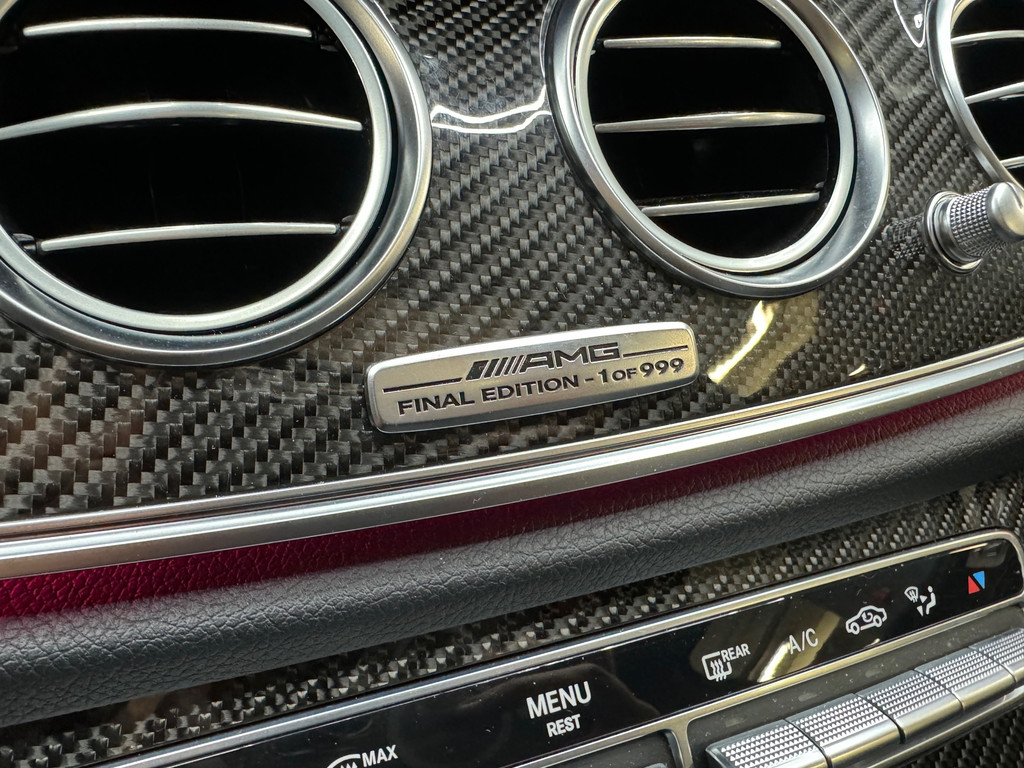 AMG
FINAL EDITION - 1 OF 999
REAR
A/C
MENU
REST
MAX